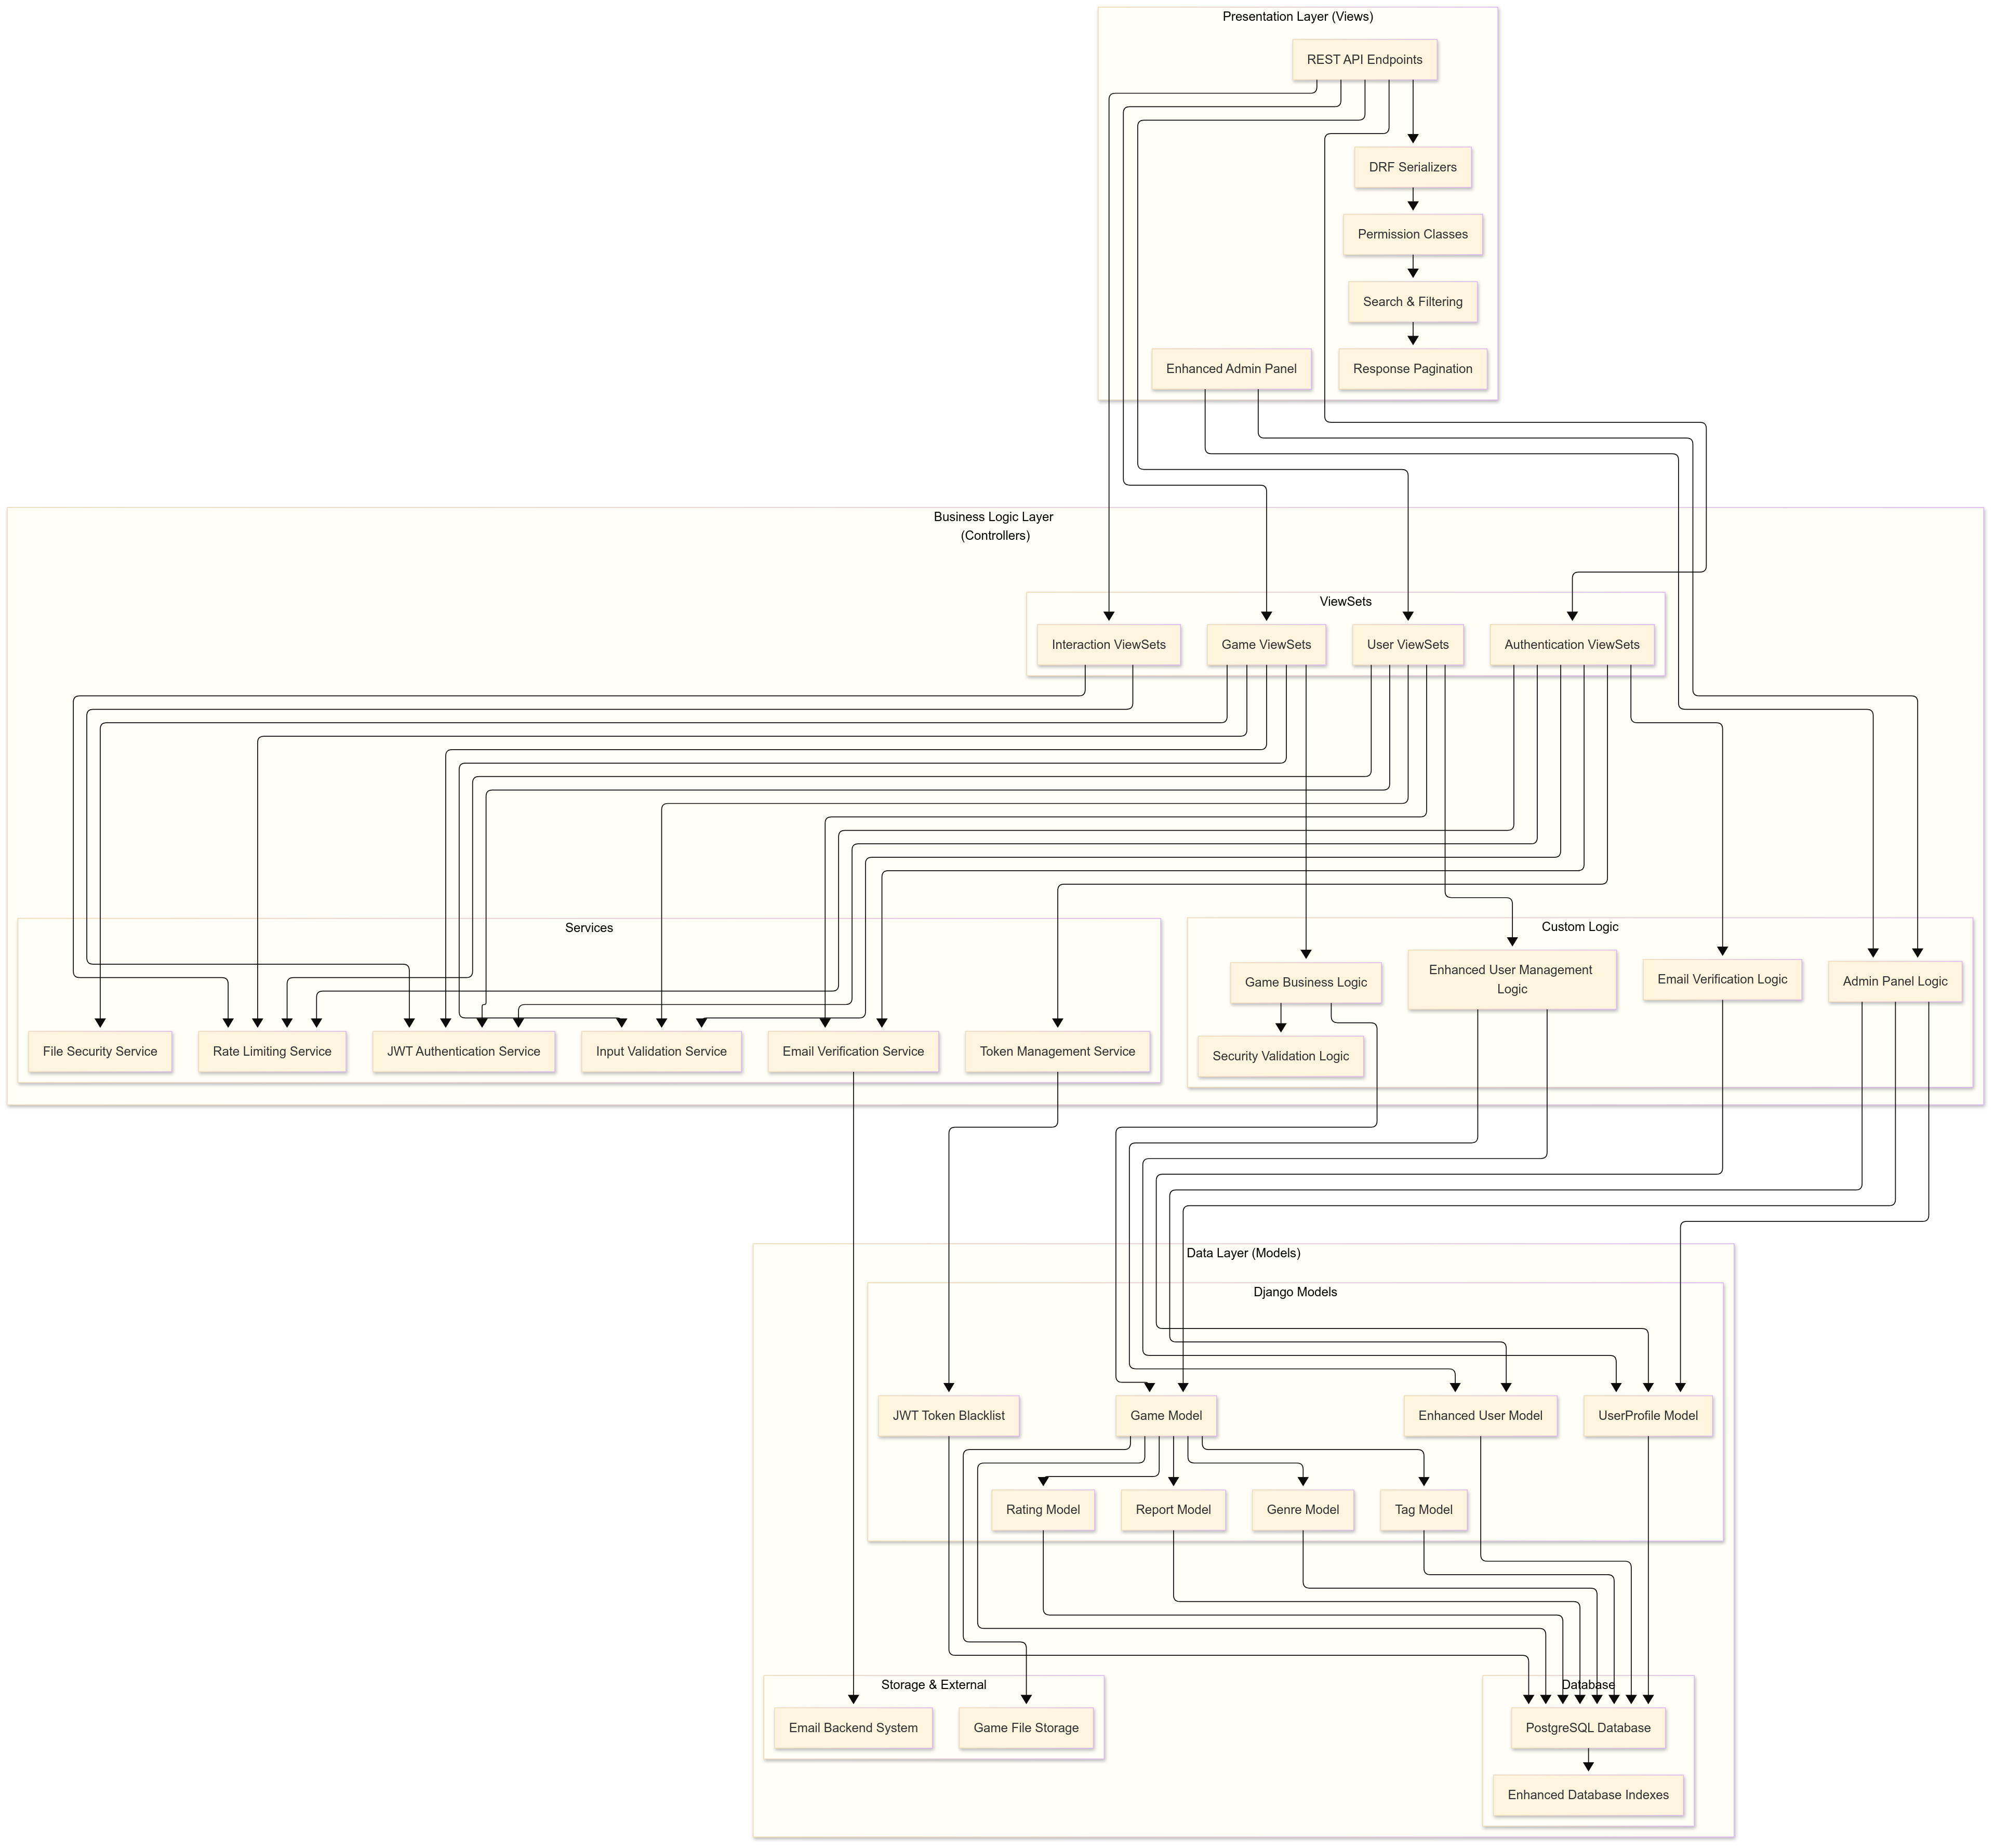 Presentation Layer (Views)
REST API Endpoints
DRF Serializers
Permission Classes
Search & Filtering
Enhanced Admin Panel
Response Pagination
Business Logic Layer
(Controllers)
ViewSets
Interaction ViewSets
Game ViewSets
User ViewSets
Authentication ViewSets
Services
File Security Service
Rate Limiting Service
JWT Authentication Service
Input Validation Service
Email Verification Service
Token Management Service
Custom Logic
Game Business Logic
Enhanced User Management
Logic
Email Verification Logic
Admin Panel Logic
Security Validation Logic
Data Layer (Models)
Django Models
JWT Token Blacklist
Game Model
Enhanced User Model
UserProfile Model
Rating Model
Report Model
Genre Model
Tag Model
Storage & External
Email Backend System
Game File Storage
Database
PostgreSQL Database
Enhanced Database Indexes